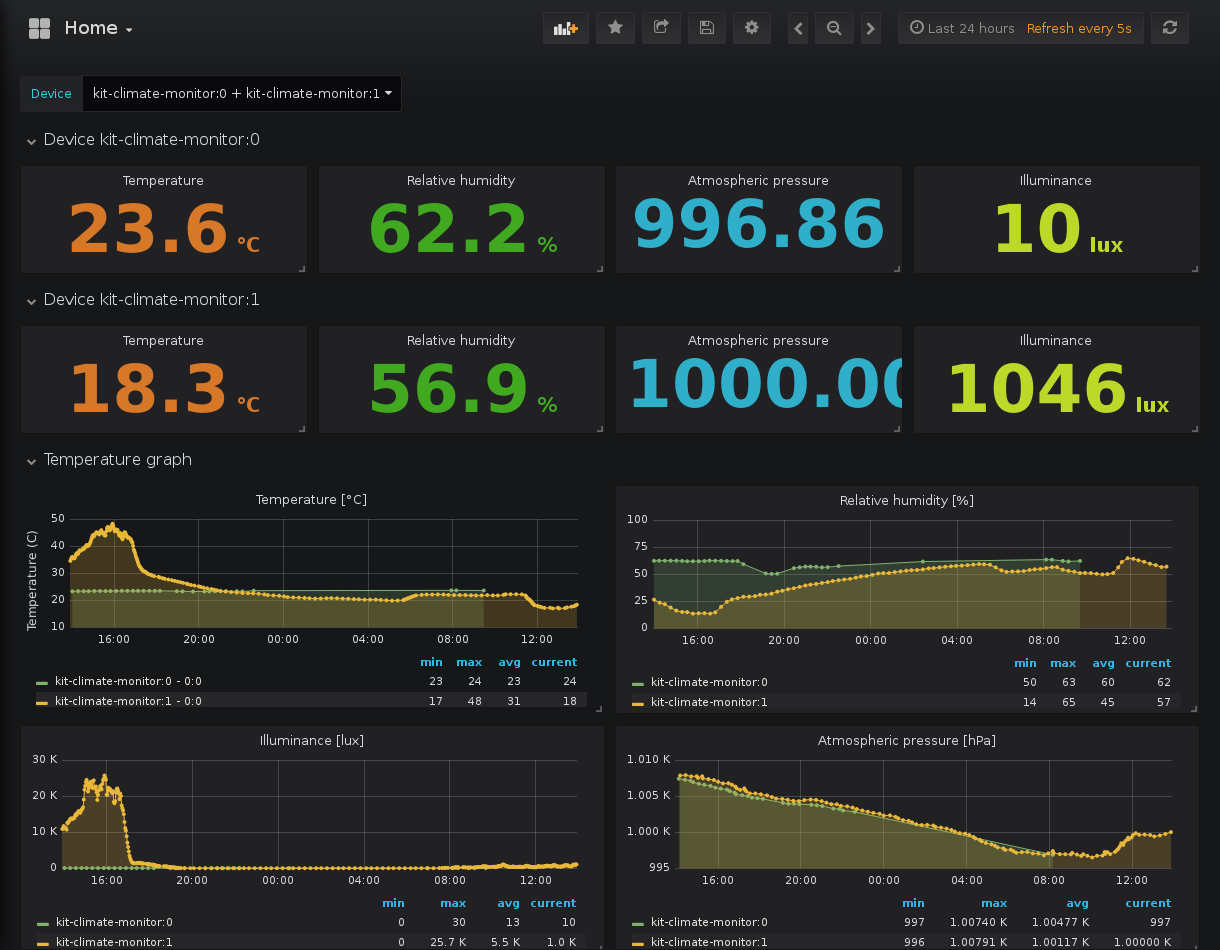 Home
Last 24 hours Refresh every 5s
Device kit-climate-monitor:0 + kit-climate-monitor:1
Device kit-climate-monitor:0
Temperature Relative humidity Atmospheric pressure Illuminance
23.6 °C 62.2 % 996.86 10 lux
Device kit-climate-monitor:1
Temperature Relative humidity Atmospheric pressure Illuminance
18.3 °C 56.9 % 1000.00 1046 lux
Temperature graph
Temperature [°C]
Temperature (C)
50
40
30
20
10
16:00 20:00 00:00 04:00 08:00 12:00
min max avg current
kit-climate-monitor:0 - 0:0 23 24 23 24
kit-climate-monitor:1 - 0:0 17 48 31 18
Relative humidity [%]
100
75
50
25
0
16:00 20:00 00:00 04:00 08:00 12:00
min max avg current
kit-climate-monitor:0 50 63 60 62
kit-climate-monitor:1 14 65 45 57
Illuminance [lux]
30 K
20 K
10 K
0
16:00 20:00 00:00 04:00 08:00 12:00
min max avg current
kit-climate-monitor:0 0 30 13 10
kit-climate-monitor:1 0 25.7 K 5.5 K 1.0 K
Atmospheric pressure [hPa]
1.010 K
1.005 K
1.000 K
995
16:00 20:00 00:00 04:00 08:00 12:00
min max avg current
kit-climate-monitor:0 997 1.00740 K 1.00477 K 997
kit-climate-monitor:1 996 1.00791 K 1.00117 K 1.00000 K